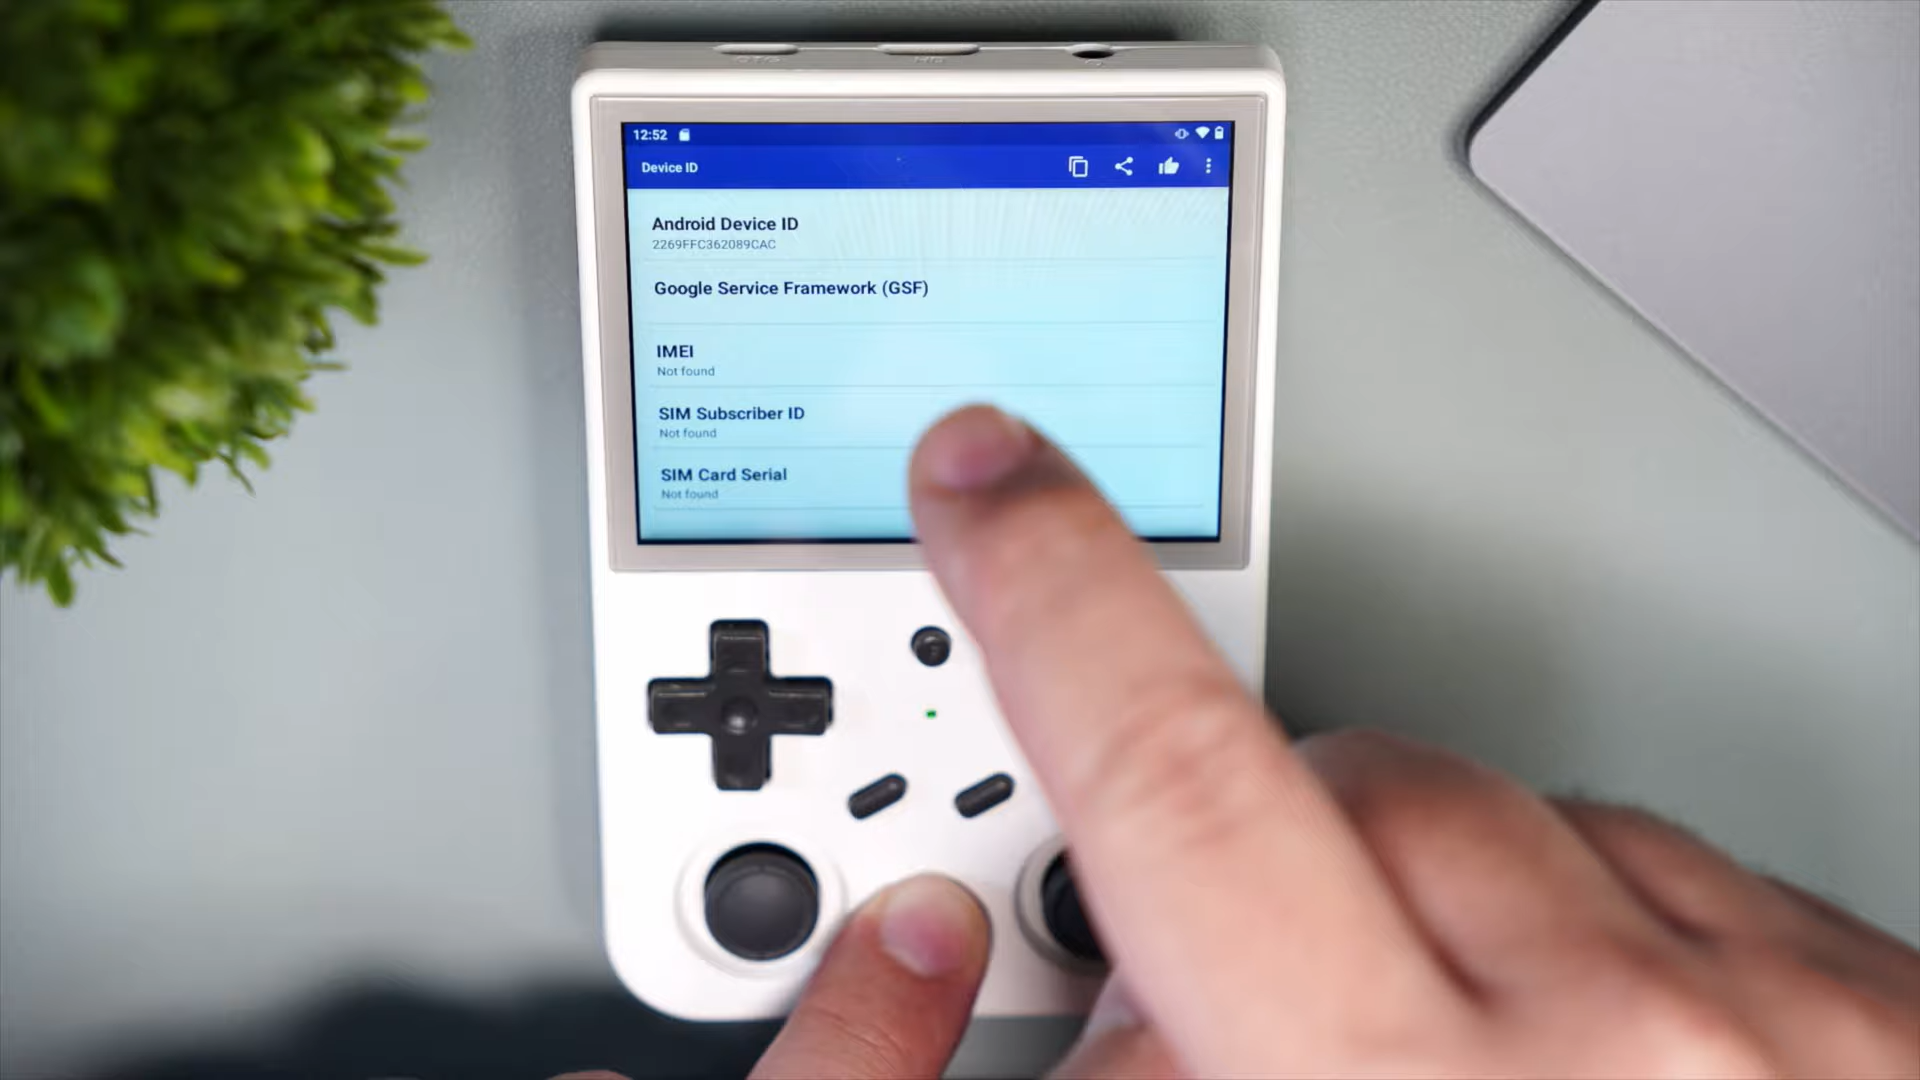 12:52
Device ID
Android Device ID
2269FFC362089CAC
Google Service Framework (GSF)
IMEI
Not found
SIM Subscriber ID
Not found
SIM Card Serial
Not found